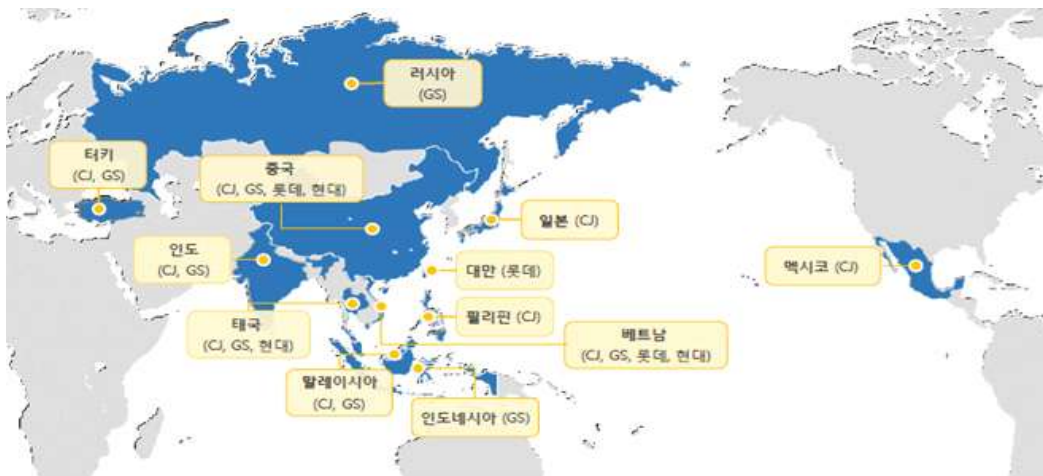 러시아
(GS)
터키
(CJ, GS)
중국
(CJ, GS, 롯데, 현대)
일본 (CJ)
인도
(CJ, GS)
대만 (롯데)
멕시코 (CJ)
필리핀 (CJ)
태국
(CJ, GS, 현대)
베트남
(CJ, GS, 롯데, 현대)
말레이시아
(CJ, GS)
인도네시아 (GS)